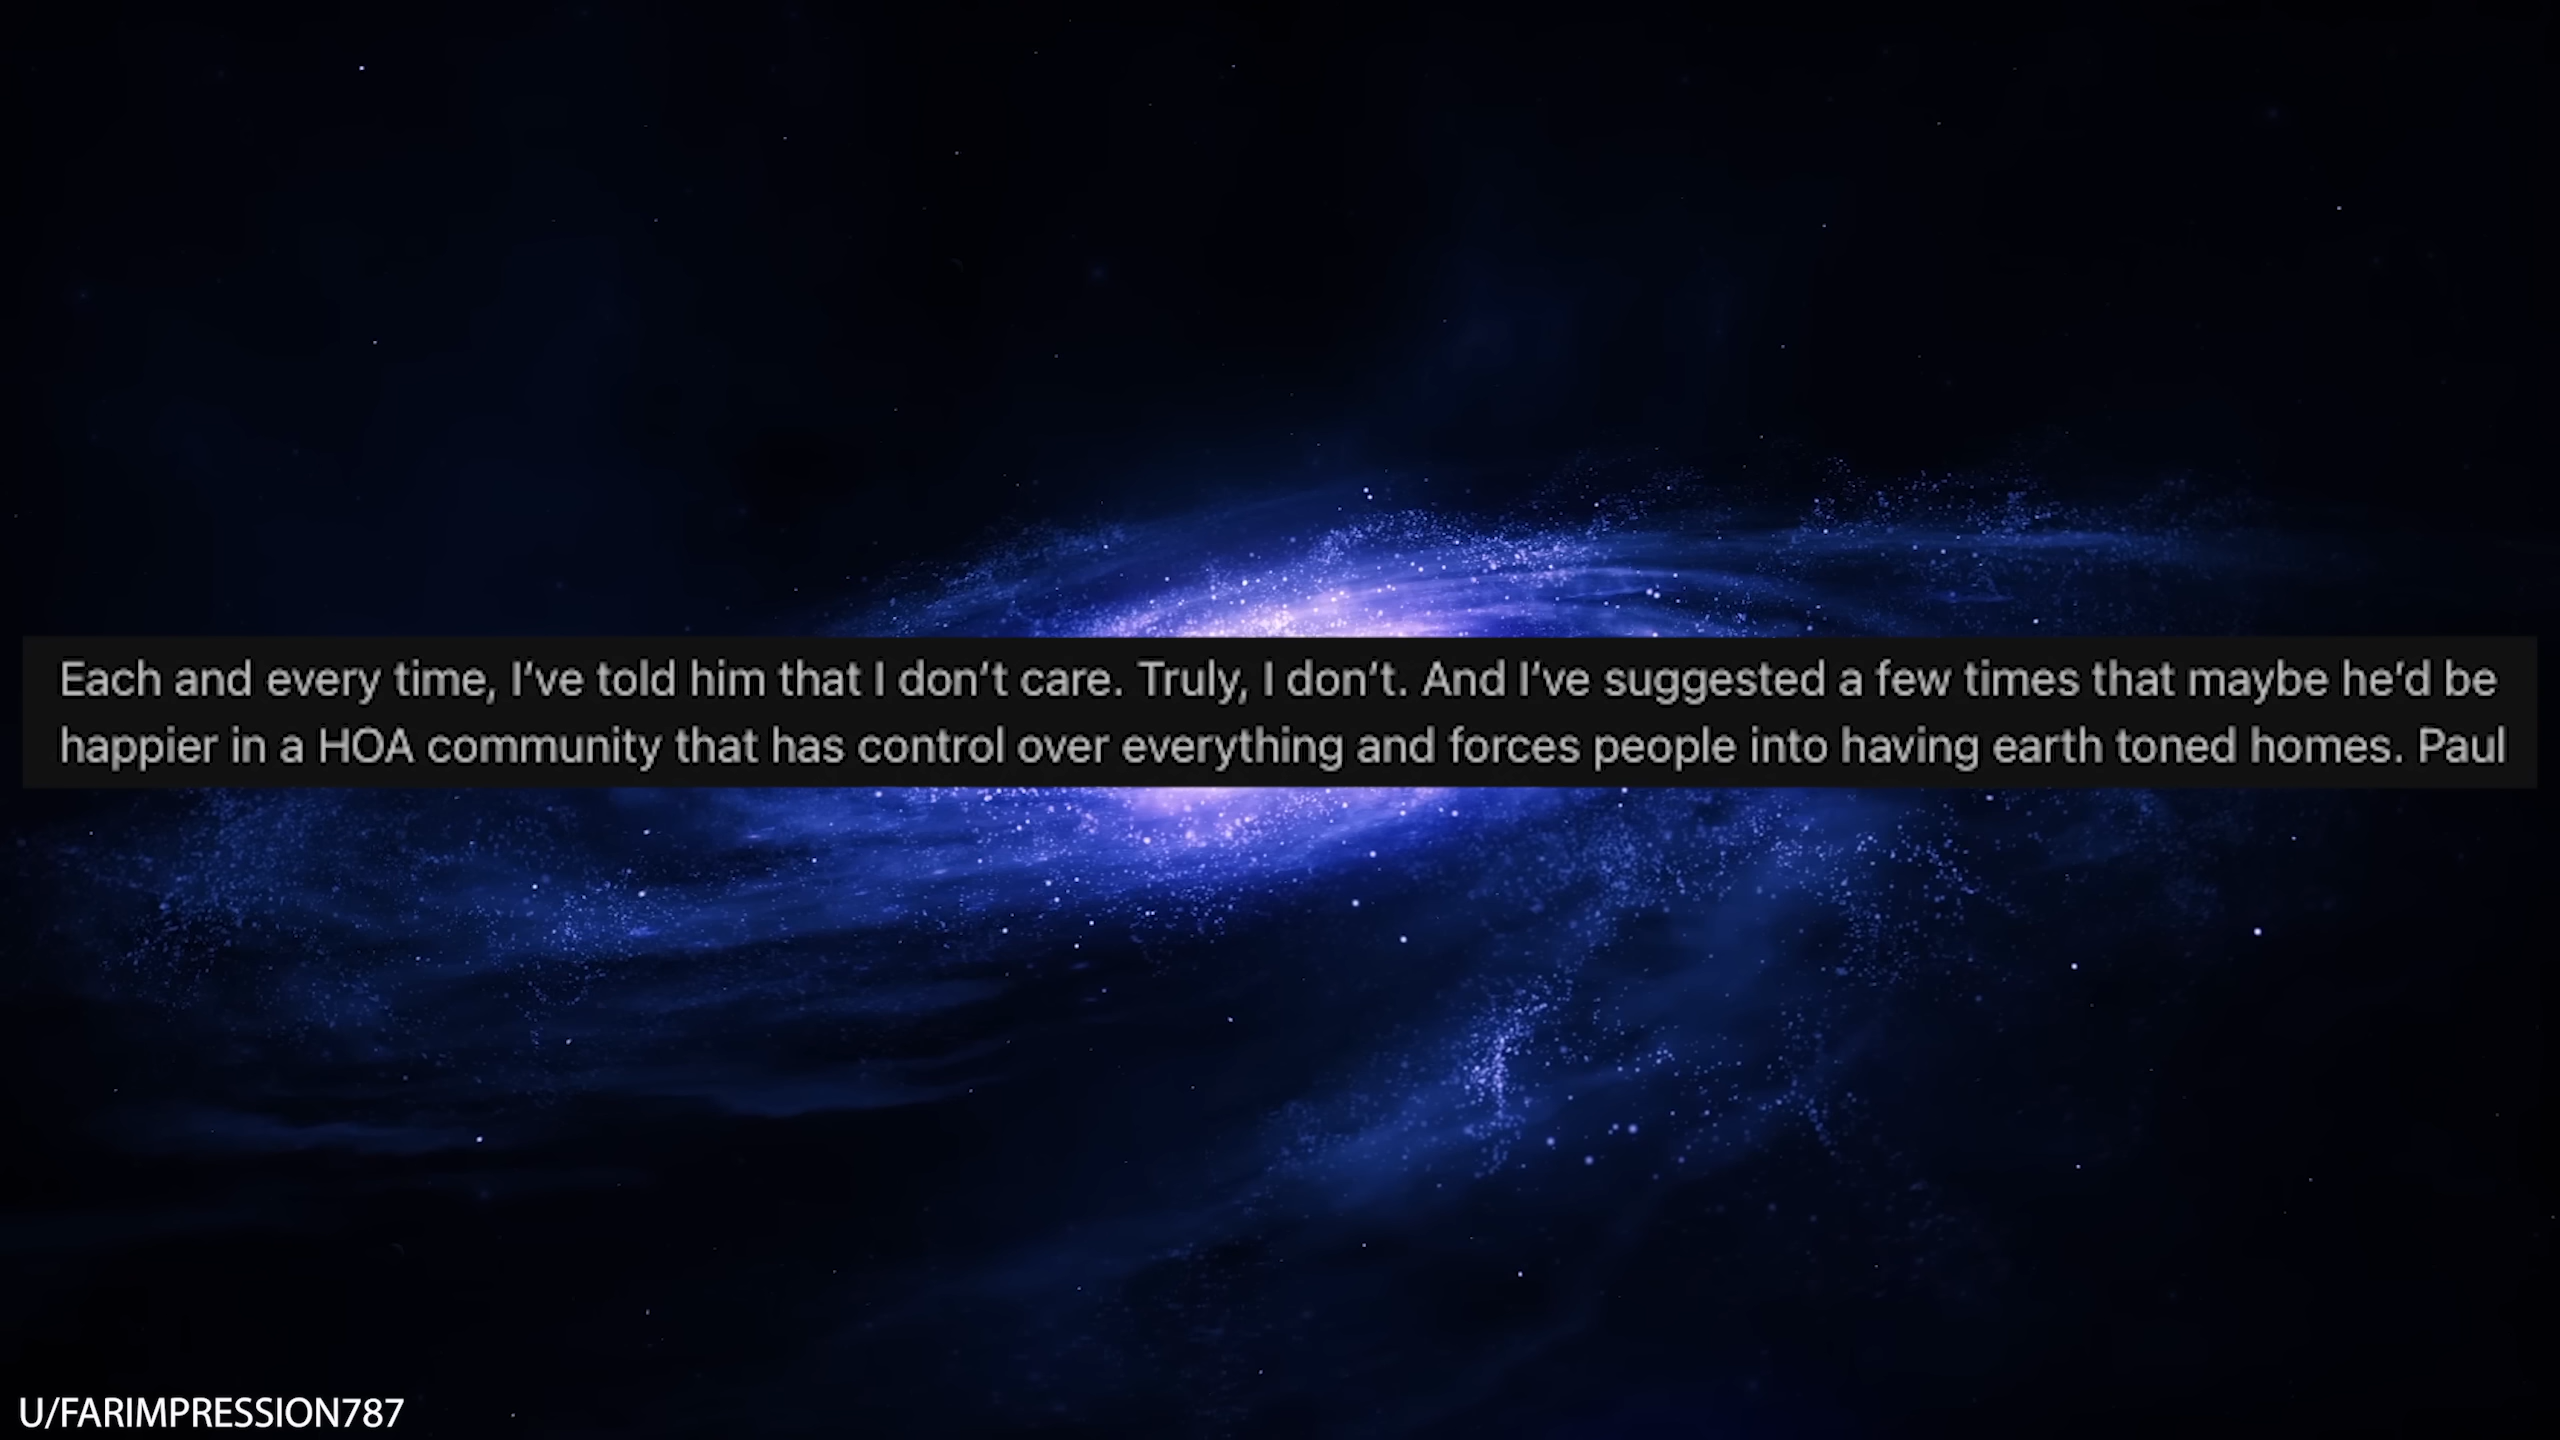 Each and every time, I’ve told him that I don’t care. Truly, I don’t. And I’ve suggested a few times that maybe he’d be
happier in a HOA community that has control over everything and forces people into having earth toned homes. Paul
U/FARIMPRESSION787